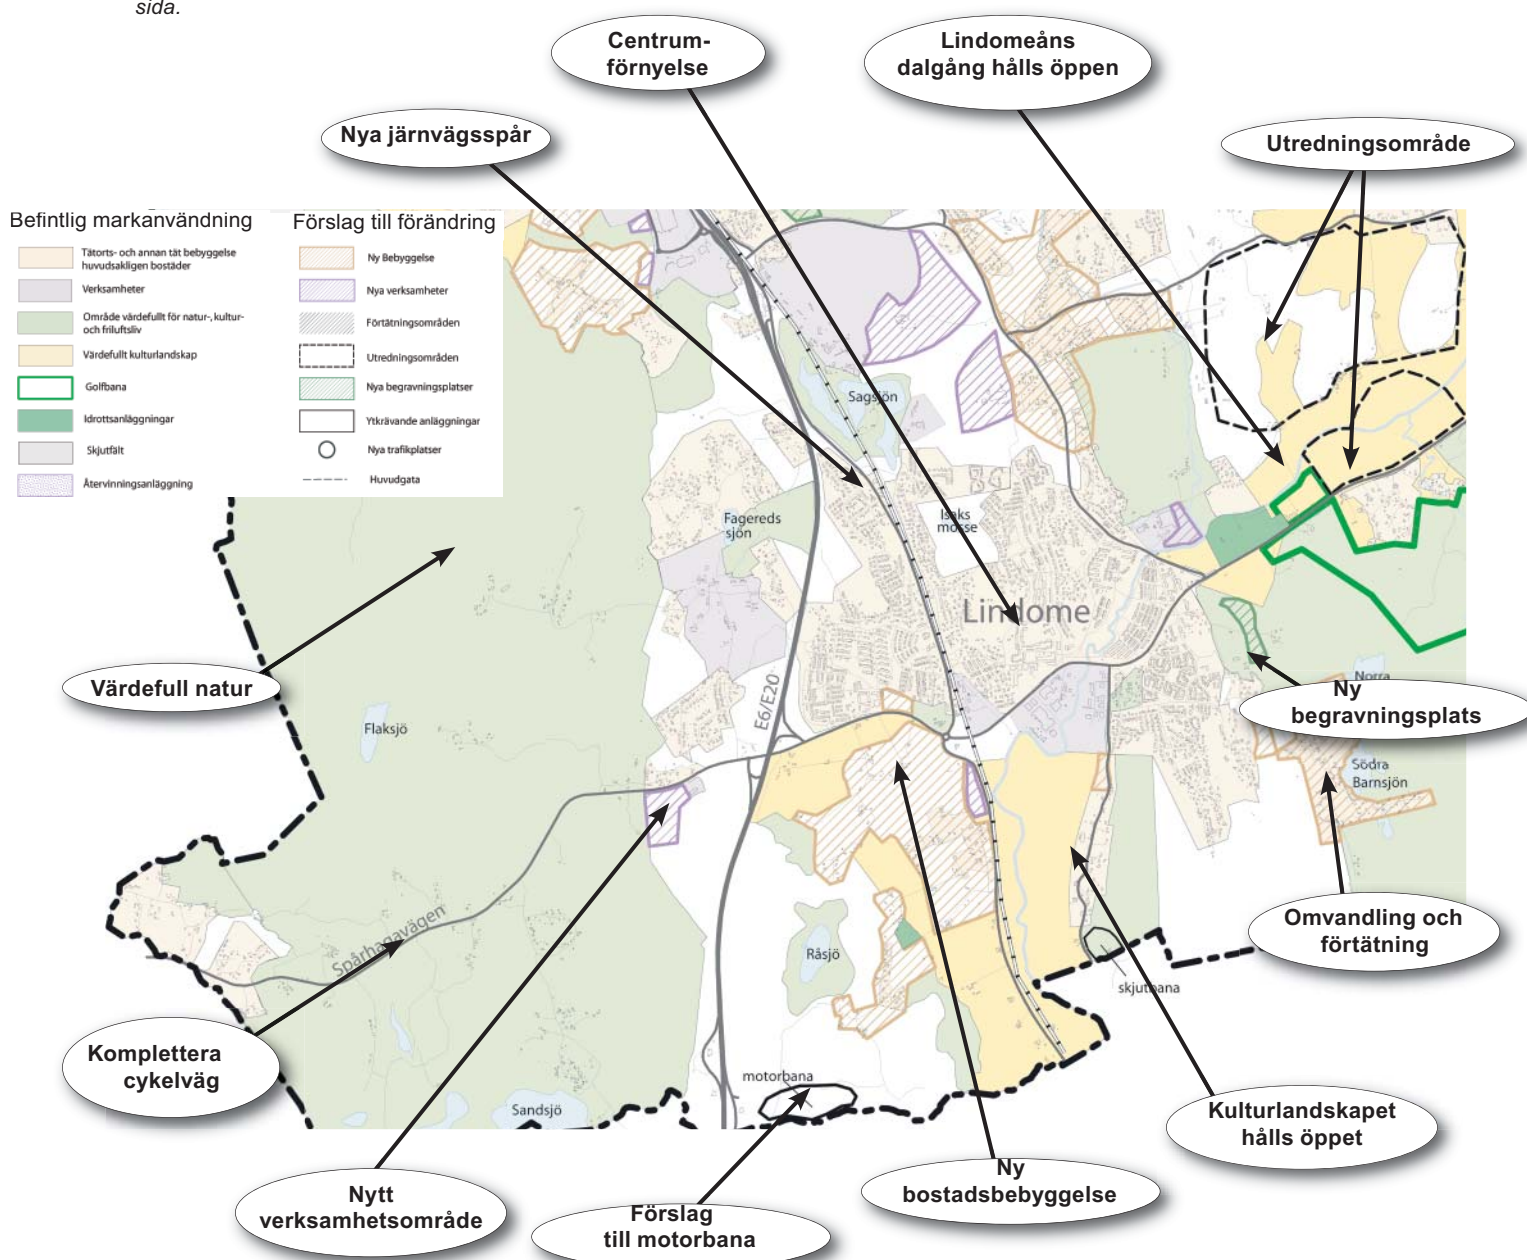 sida.
Centrum-
förnyelse
Lindomeåns
dalgång hålls öppen
Nya järnvägsspår
Utredningsområde
Befintlig markanvändning
Tätorts- och annan tät bebyggelse
huvudsakligen bostäder
Verksamheter
Område värdefullt för natur-, kultur-
och friluftsliv
Värdefullt kulturlandskap
Golfbana
Idrottsanläggningar
Skjutfält
Återvinningsanläggning
Förslag till förändring
Ny Bebyggelse
Nya verksamheter
Förtätningsområden
Utredningsområden
Nya begravningsplatser
Ytkrävande anläggningar
Nya trafikplatser
Huvudgata
Sagsjön
Fagereds
sjön
Isaks
mosse
Lindome
E6/E20
Värdefull natur
Flaksjö
Norra
Ny
begravningsplats
Södra
Barnsjön
Spårhagavägen
Råsjö
skjutbana
Omvandling och
förtätning
Komplettera
cykelväg
motorbana
Sandsjö
Kulturlandskapet
hålls öppet
Nytt
verksamhetsområde
Förslag
till motorbana
Ny
bostadsbebyggelse